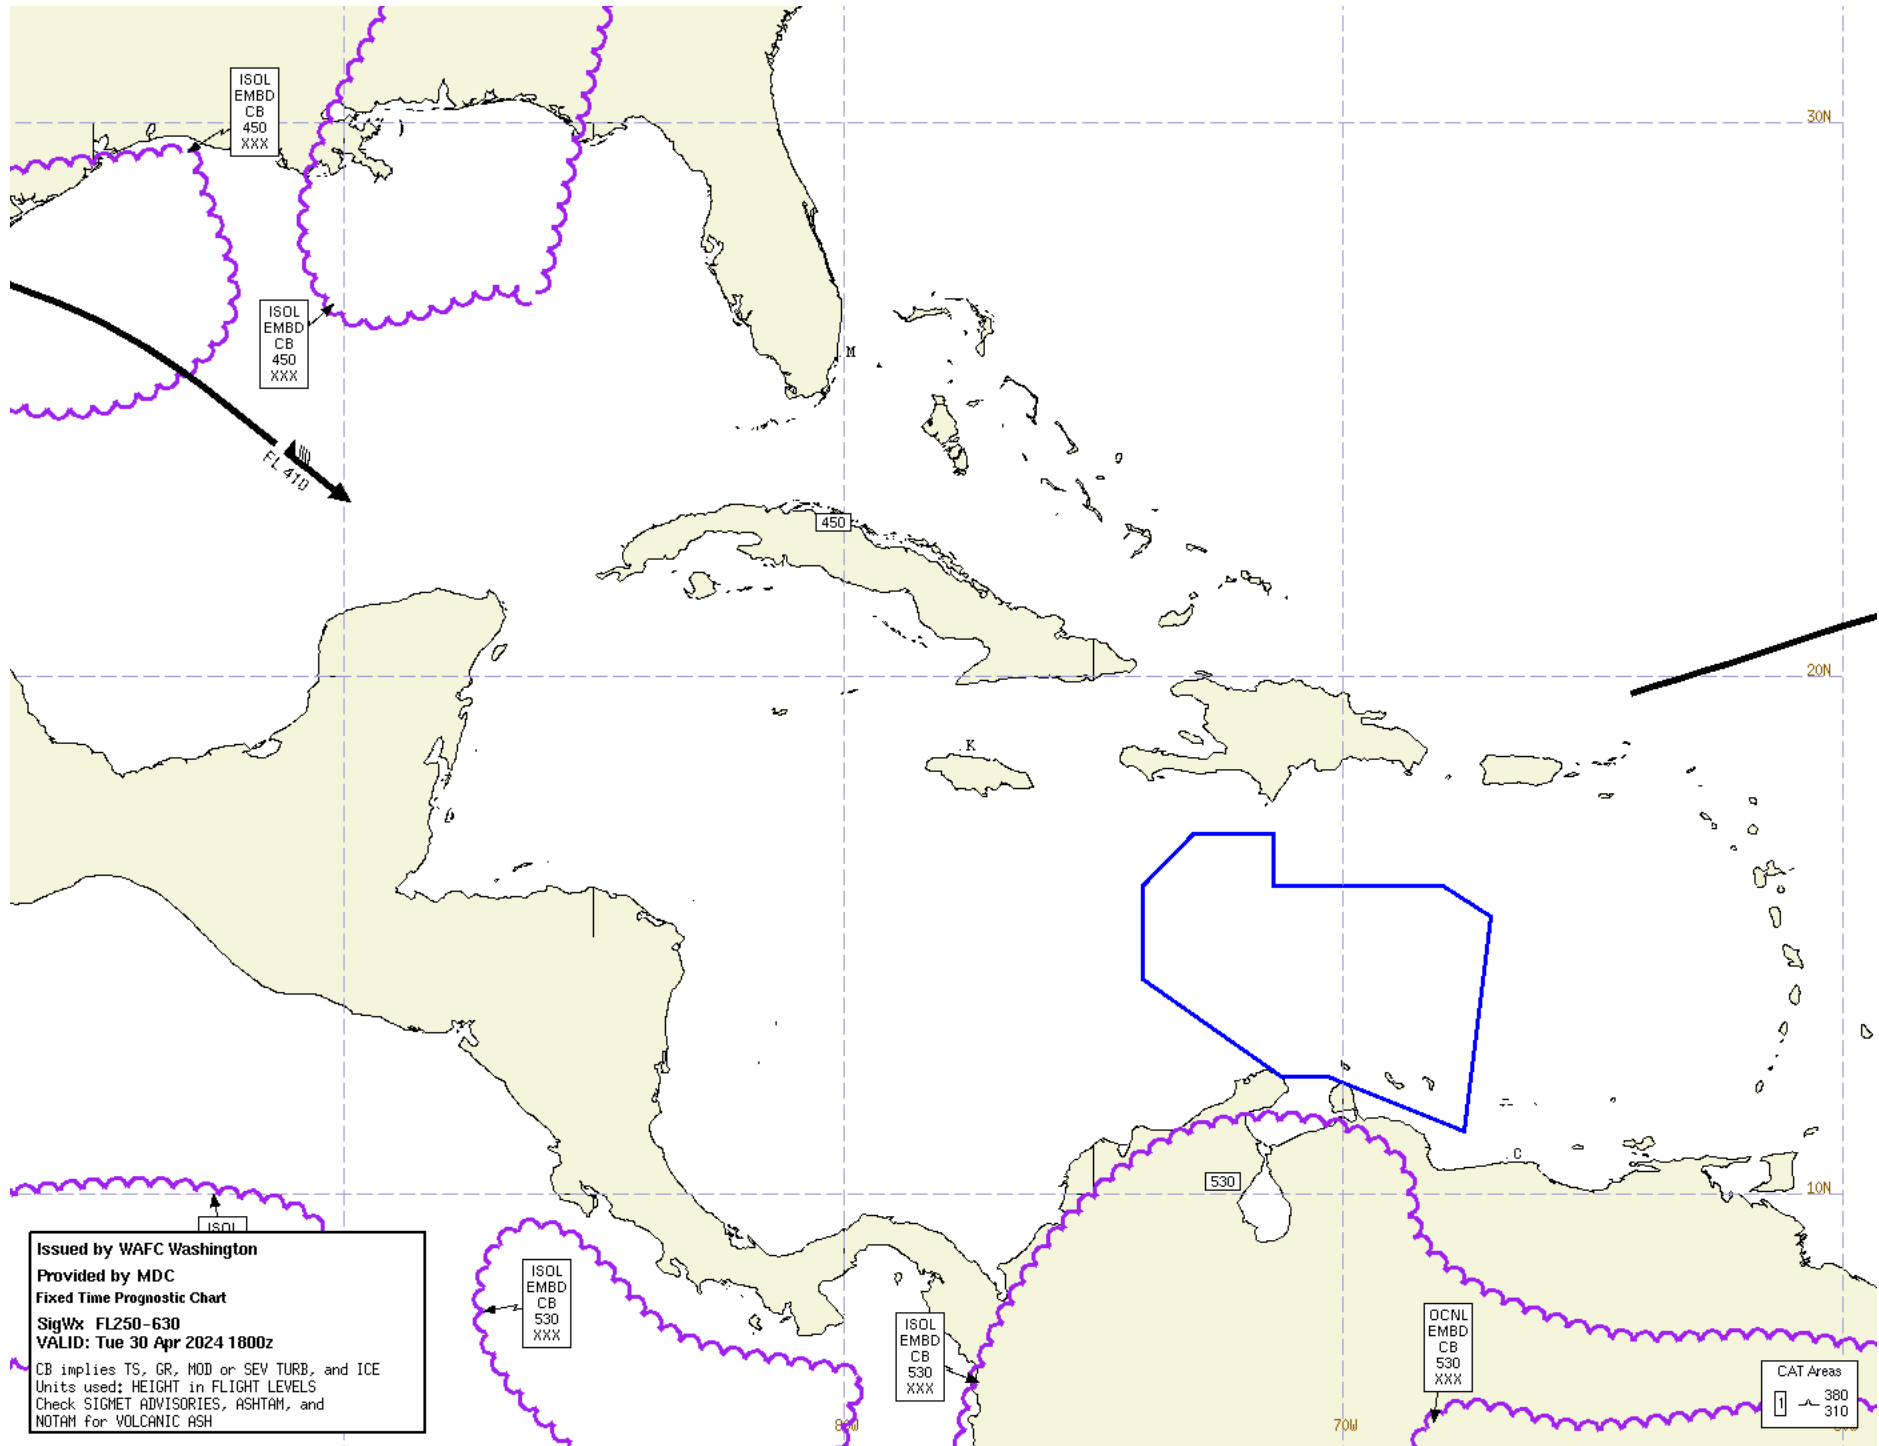 ISOL
EMBD
CB
450
XXX
30N
ISOL
EMBD
CB
450
XXX
M
FL 410
450
20N
K
C
530
10N
ISOL
Issued by WAFC Washington
Provided by MDC
Fixed Time Prognostic Chart
SigWx FL250-630
VALID: Tue 30 Apr 2024 1800z
CB implies TS, GR, MOD or SEV TURB, and ICE
Units used: HEIGHT in FLIGHT LEVELS
Check SIGMET ADVISORIES, ASHTAM, and
NOTAM for VOLCANIC ASH
ISOL
EMBD
CB
530
XXX
ISOL
EMBD
CB
530
XXX
OCNL
EMBD
CB
530
XXX
CAT Areas
1 380
310
80W
70W